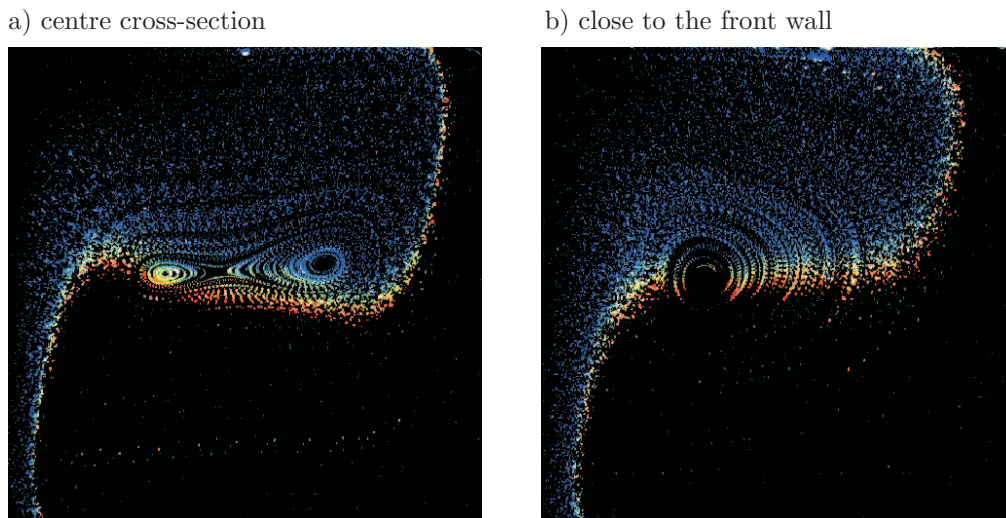 a) centre cross-section
b) close to the front wall